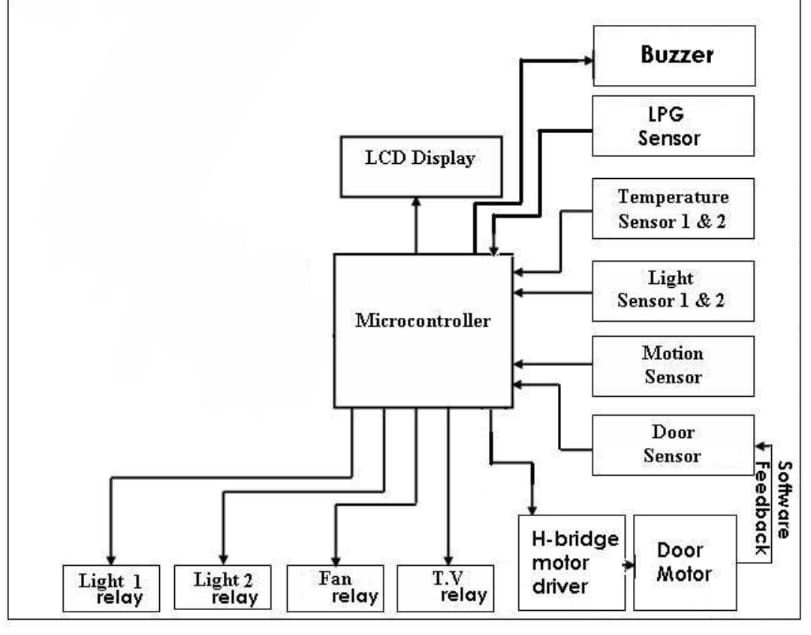 Buzzer
LPG
Sensor
LCD Display
Temperature
Sensor 1 & 2
Light
Sensor 1 & 2
Microcontroller
Motion
Sensor
Door
Sensor
Software
Feedback
H-bridge
motor
driver
Door
Motor
Light 1
relay
Light 2
relay
Fan
relay
T.V
relay